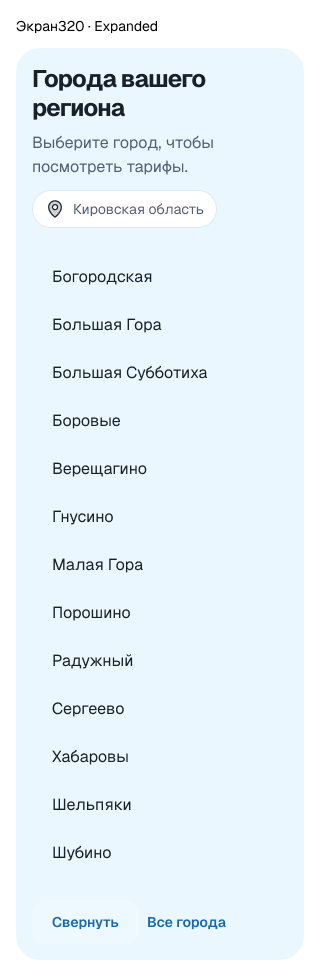 Экран320 · Expanded
Города вашего
региона
Выберите город, чтобы
посмотреть тарифы.
Кировская область
Богородская
Большая Гора
Большая Субботиха
Боровые
Верещагино
Гнусино
Малая Гора
Порошино
Радужный
Сергеево
Хабаровы
Шельпяки
Шубино
Свернуть Все города